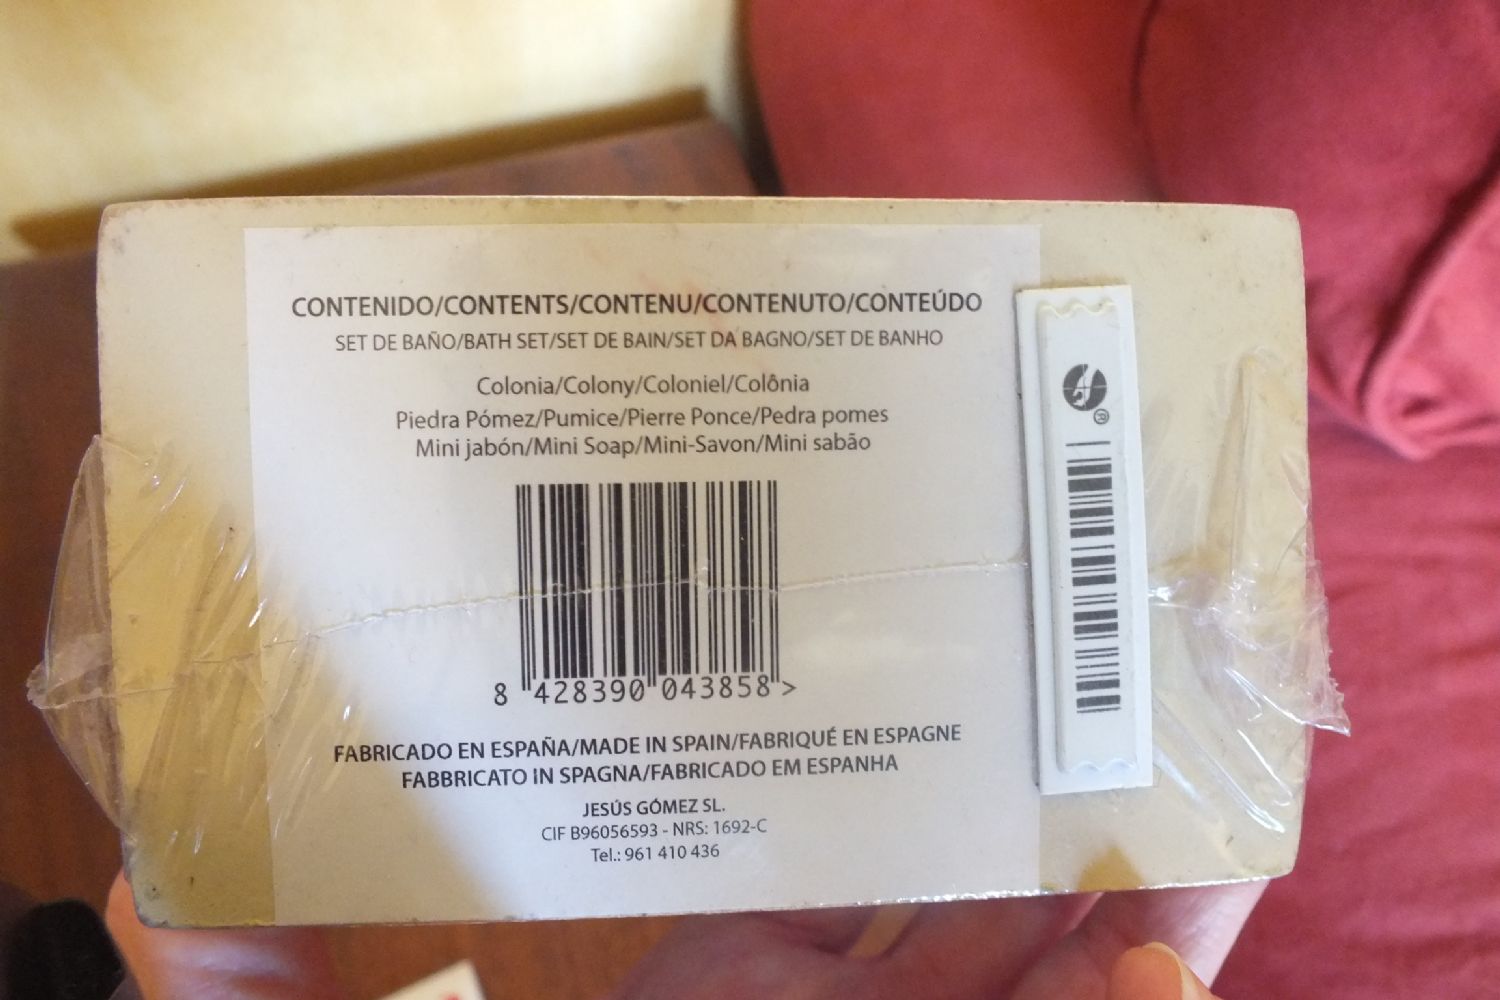 CONTENIDO/CONTENTS/CONTENU/CONTENUTO/CONTEÚDO
SET DE BAÑO/BATH SET/SET DE BAIN/SET DA BAGNO/SET DE BANHO
Colonia/Colony/Coloniel/Colônia
Piedra Pómez/Pumice/Pierre Ponce/Pedra pomes
Mini jabón/Mini Soap/Mini-Savon/Mini sabão
8 428390 043858 >
FABRICADO EN ESPAÑA/MADE IN SPAIN/FABRIQUÉ EN ESPAGNE
FABBRICATO IN SPAGNA/FABRICADO EM ESPANHA
JESÚS GÓMEZ SL.
CIF B96056593 - NRS: 1692-C
Tel.: 961 410 436
®